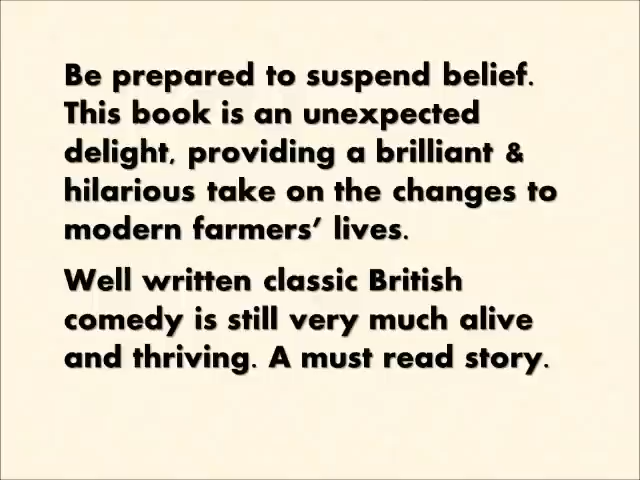 Be prepared to suspend belief.
This book is an unexpected
delight, providing a brilliant &
hilarious take on the changes to
modern farmers’ lives.
Well written classic British
comedy is still very much alive
and thriving. A must read story.